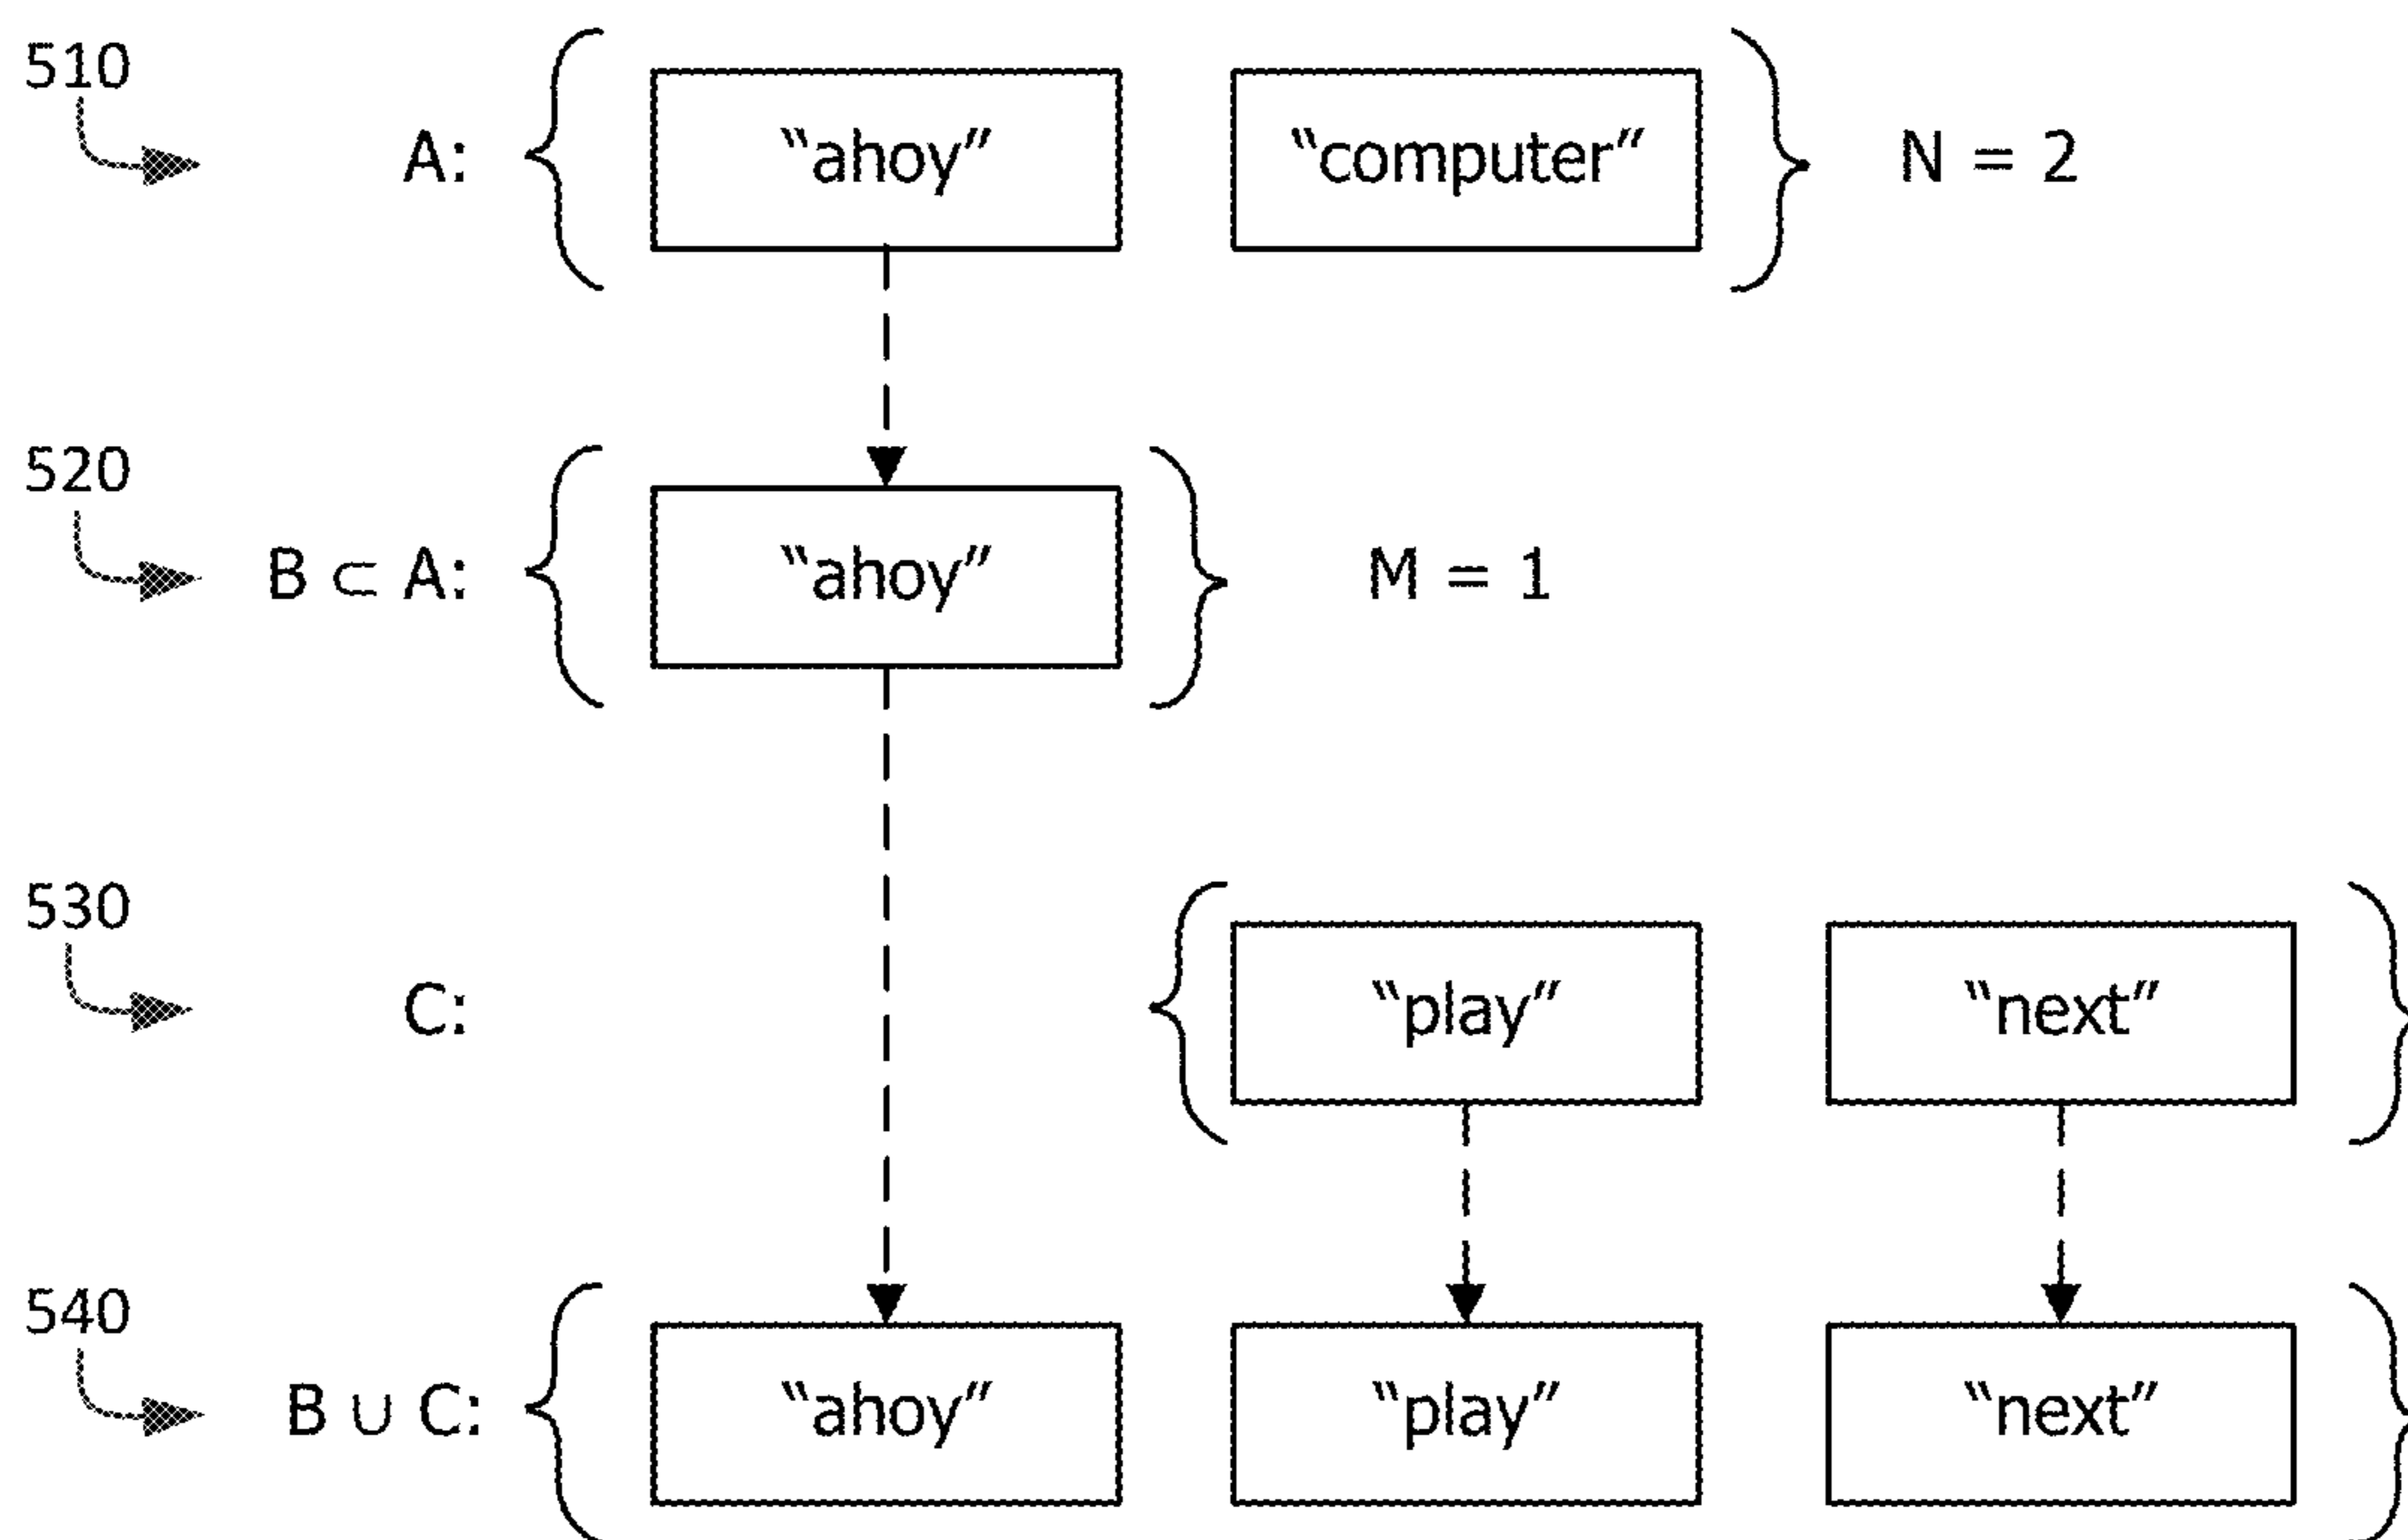 510
A: “ahoy” “computer” N = 2
520
B ⊂ A: “ahoy” M = 1
530
C: “play” “next”
540
B ∪ C: “ahoy” “play” “next”